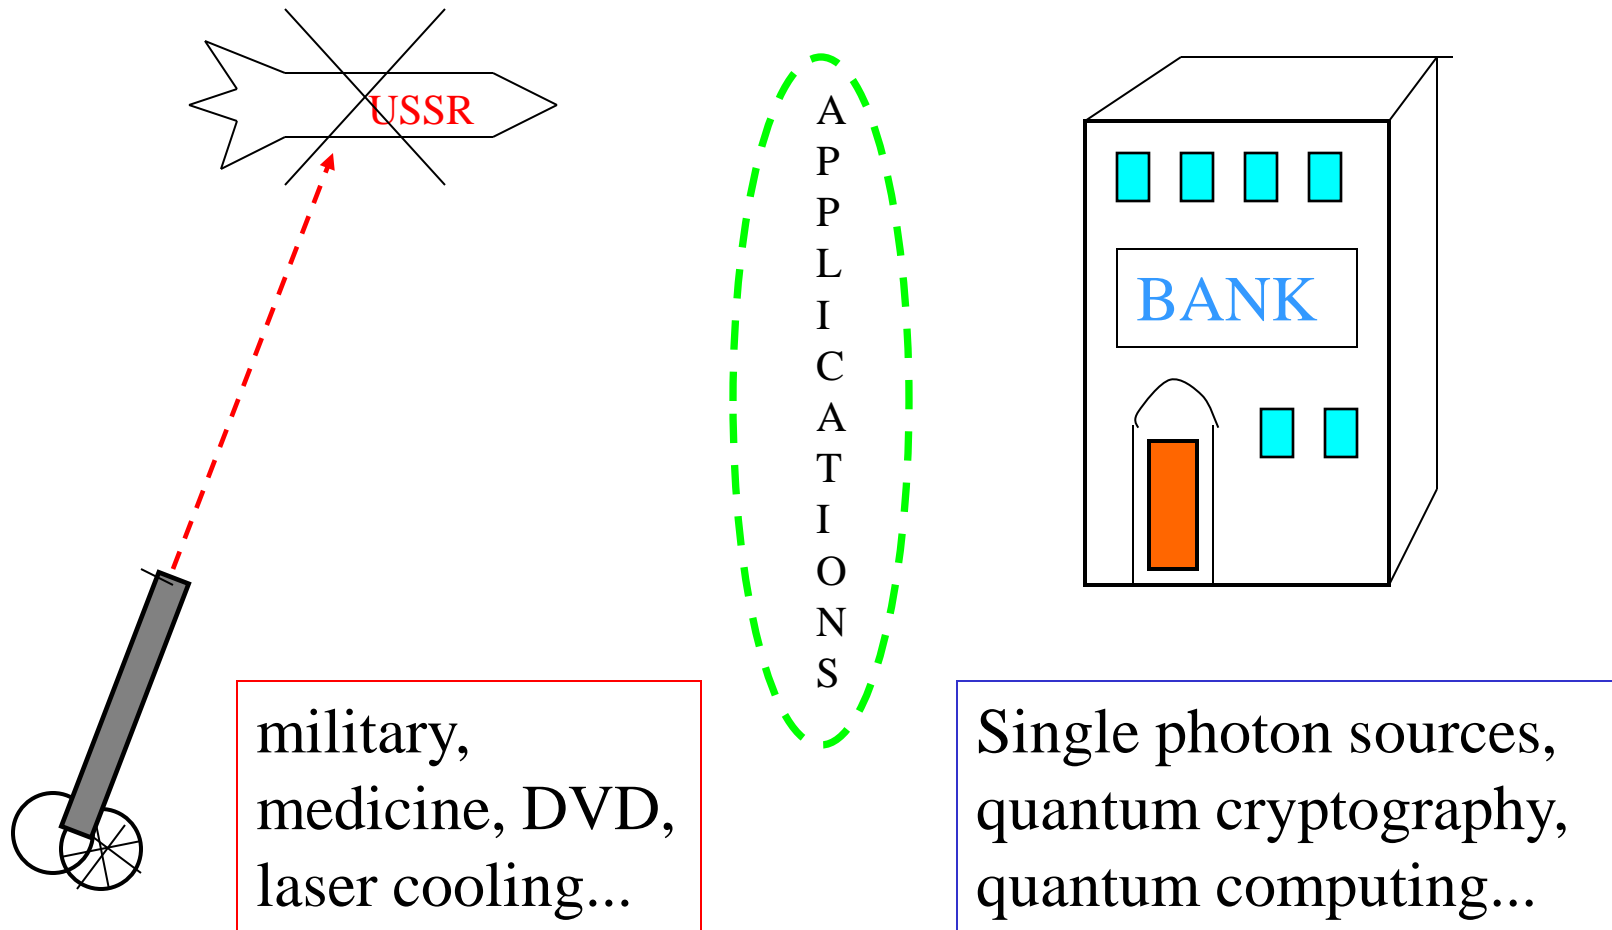 USSR
A
P
P
L
I
C
A
T
I
O
N
S
BANK
military,
medicine, DVD,
laser cooling...
Single photon sources,
quantum cryptography,
quantum computing...